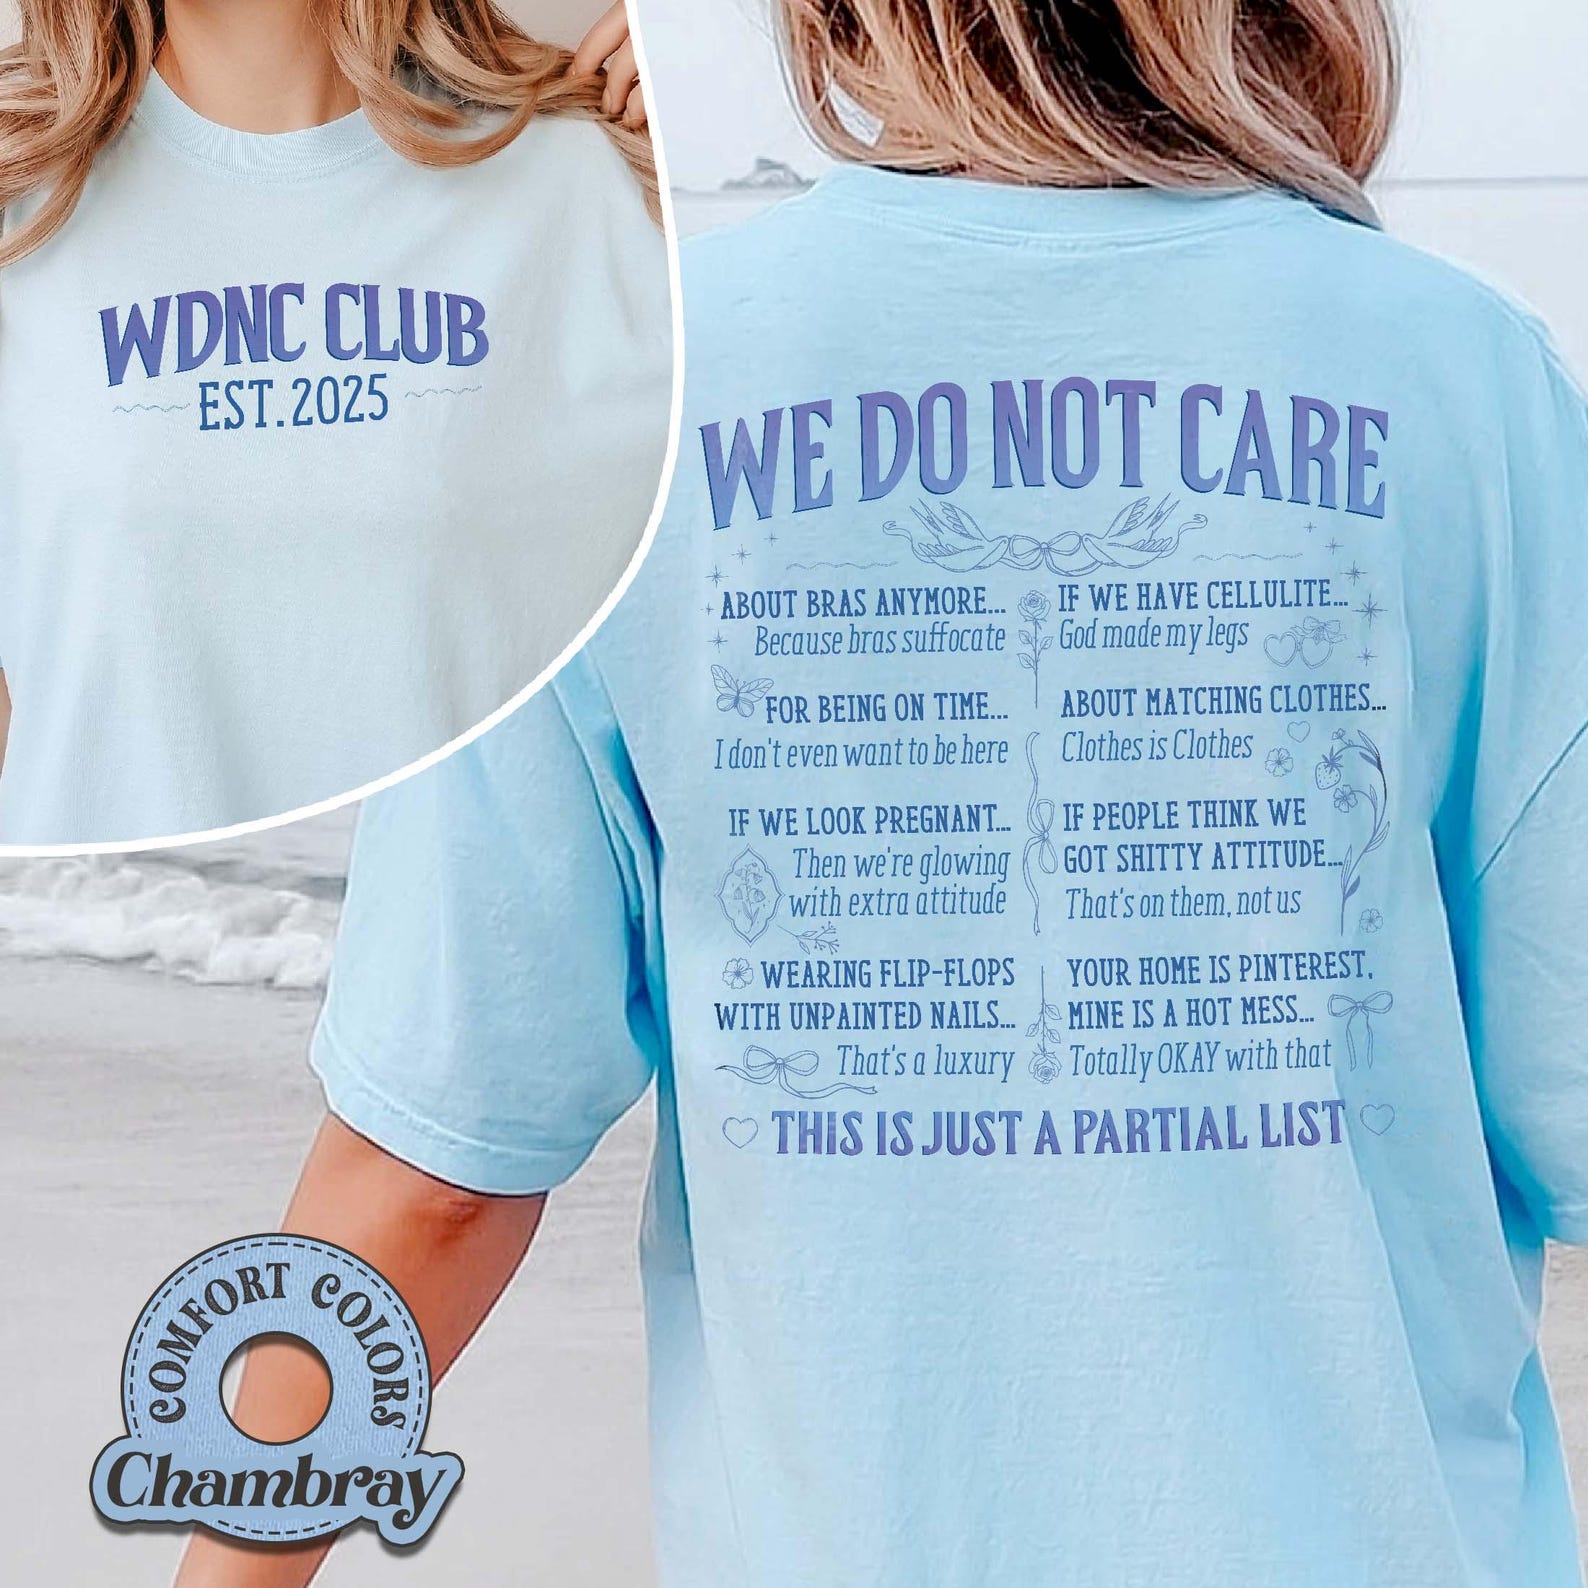 WDNC CLUB
EST. 2025
WE DO NOT CARE
ABOUT BRAS ANYMORE...
Because bras suffocate
FOR BEING ON TIME...
I don't even want to be here
IF WE LOOK PREGNANT...
Then we're glowing
with extra attitude
WEARING FLIP-FLOPS
WITH UNPAINTED NAILS...
That's a luxury
IF WE HAVE CELLULITE...
God made my legs
ABOUT MATCHING CLOTHES...
Clothes is Clothes
IF PEOPLE THINK WE
GOT SHITTY ATTITUDE...
That's on them, not us
YOUR HOME IS PINTEREST,
MINE IS A HOT MESS...
Totally OKAY with that
THIS IS JUST A PARTIAL LIST
COMFORT COLORS
Chambray